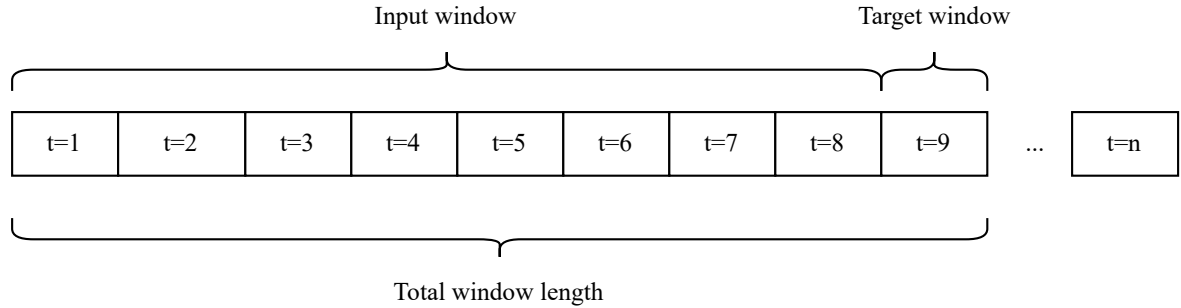 Input window Target window
t=1 t=2 t=3 t=4 t=5 t=6 t=7 t=8 t=9 ... t=n
Total window length